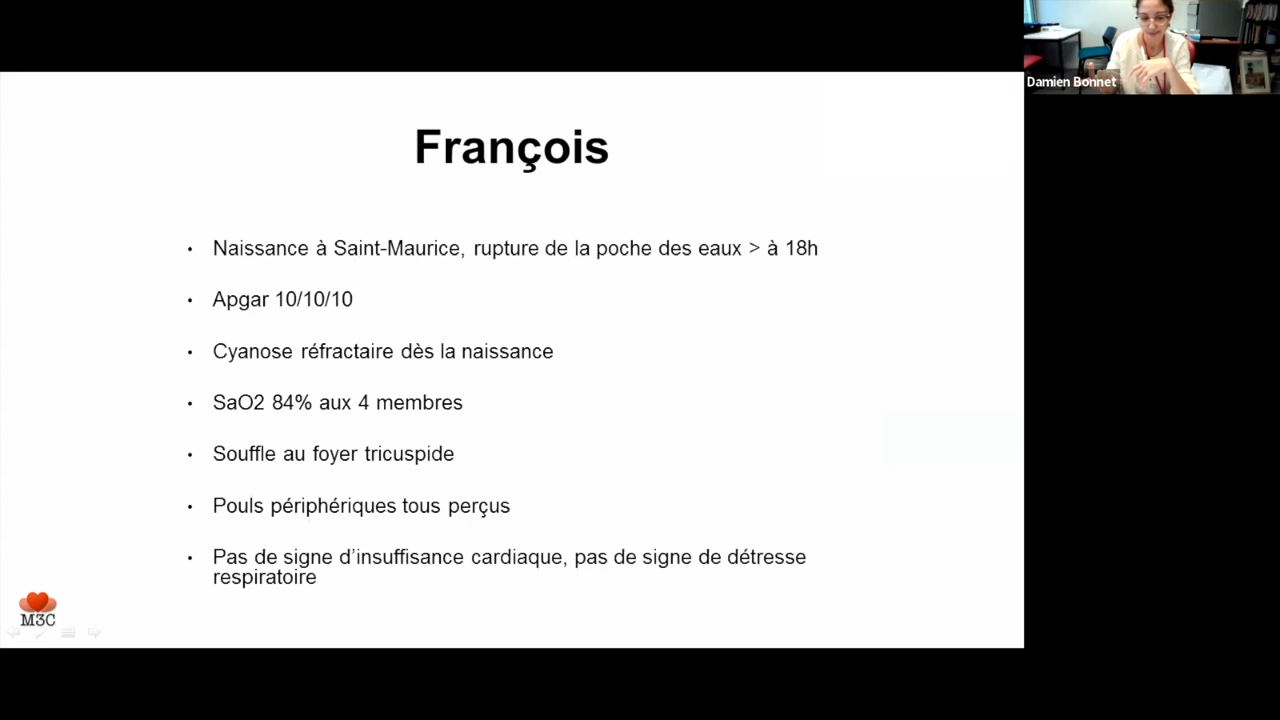 Damien Bonnet
François
• Naissance à Saint-Maurice, rupture de la poche des eaux > à 18h
• Apgar 10/10/10
• Cyanose réfractaire dès la naissance
• SaO2 84% aux 4 membres
• Souffle au foyer tricuspide
• Pouls périphériques tous perçus
• Pas de signe d’insuffisance cardiaque, pas de signe de détresse
respiratoire
M3C